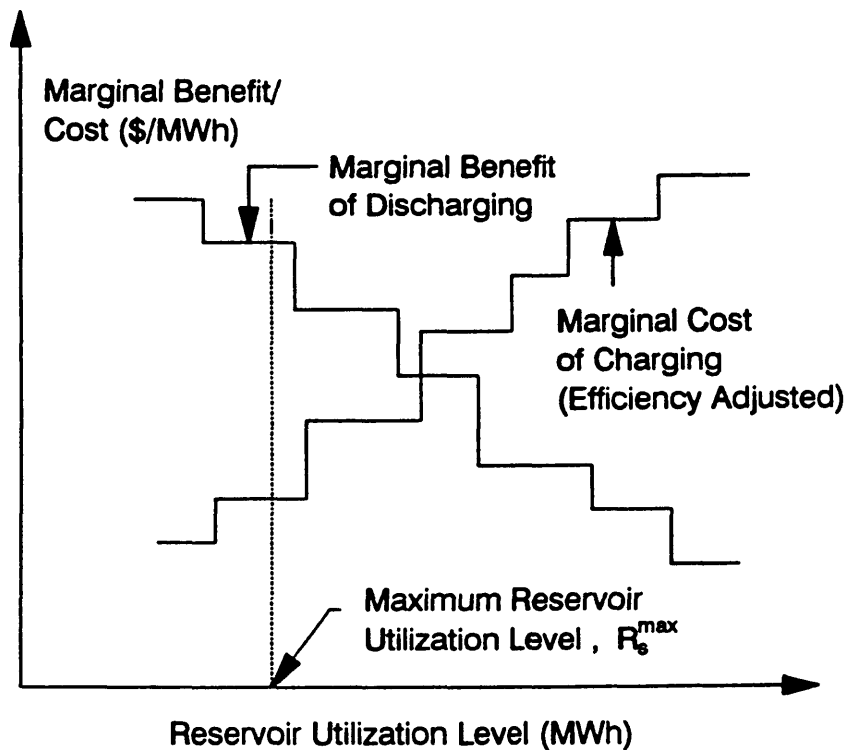 Marginal Benefit/
Cost ($/MWh)
Marginal Benefit
of Discharging
Marginal Cost
of Charging
(Efficiency Adjusted)
Maximum Reservoir
Utilization Level , R_s^max
Reservoir Utilization Level (MWh)